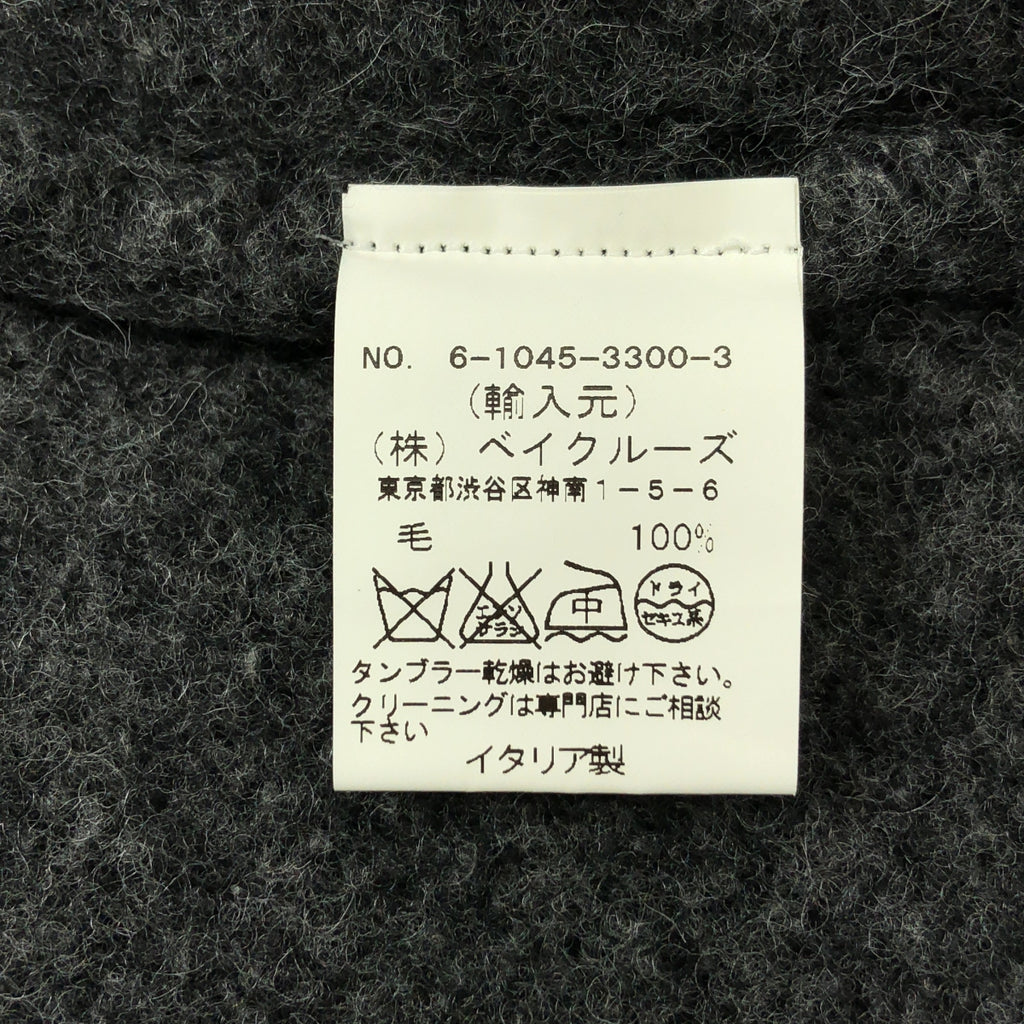 NO. 6-1045-3300-3
(輸入元)
(株) ベイクルーズ
東京都渋谷区神南1-5-6
毛 100%
エンソ サラシ 中 ドライ セキユ系
タンブラー乾燥はお避け下さい。
クリーニングは専門店にご相談
下さい
イタリア製